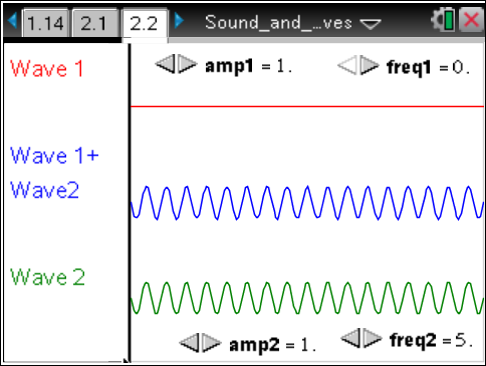 1.14 2.1 2.2 Sound_and_…ves
Wave 1 amp1 = 1. freq1 = 0.
Wave 1+
Wave2
Wave 2
amp2 = 1. freq2 = 5.